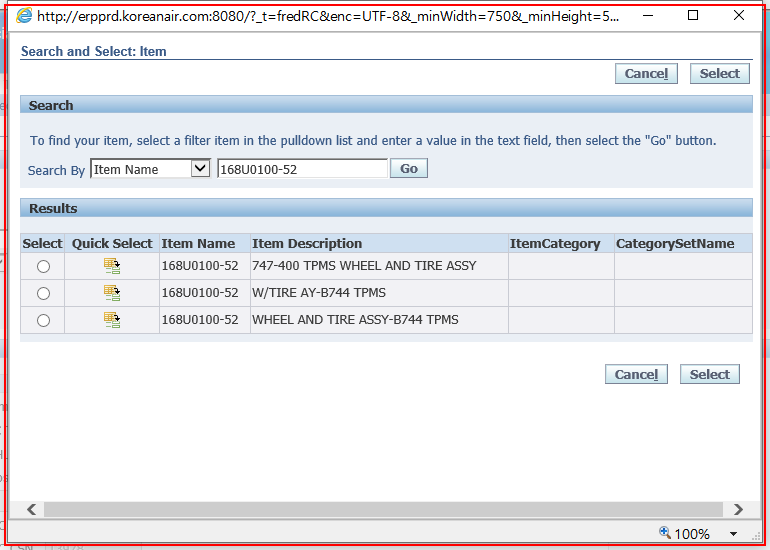 http://erpprd.koreanair.com:8080/?_t=fredRC&enc=UTF-8&_minWidth=750&_minHeight=5...
Search and Select: Item
Cancel Select
Search
To find your item, select a filter item in the pulldown list and enter a value in the text field, then select the "Go" button.
Search By Item Name 168U0100-52 Go
Results
Select Quick Select Item Name Item Description ItemCategory CategorySetName
168U0100-52 747-400 TPMS WHEEL AND TIRE ASSY
168U0100-52 W/TIRE AY-B744 TPMS
168U0100-52 WHEEL AND TIRE ASSY-B744 TPMS
Cancel Select
100%